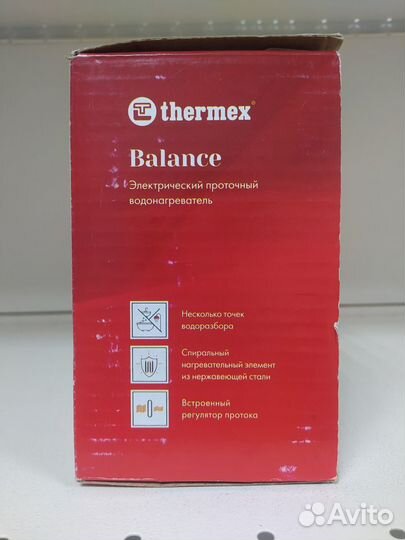 thermex®
Balance
Электрический проточный
водонагреватель
Несколько точек
водоразбора
Спиральный
нагревательный элемент
из нержавеющей стали
Встроенный
регулятор протока
Avito